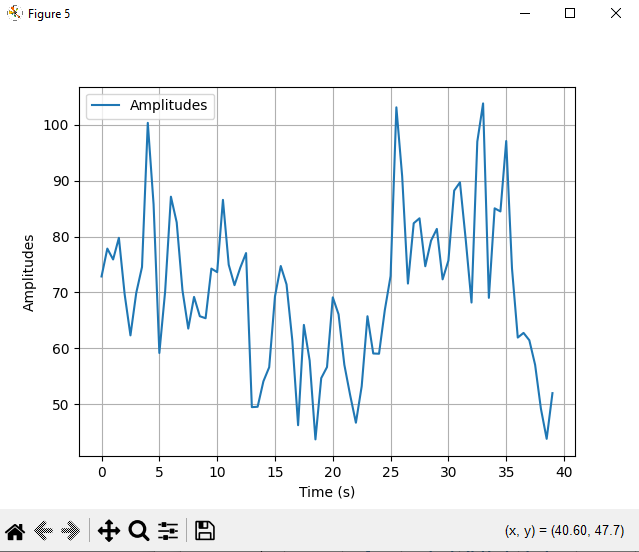 Figure 5
Amplitudes
100
90
80
70
60
50
Amplitudes
0 5 10 15 20 25 30 35 40
Time (s)
(x, y) = (40.60, 47.7)